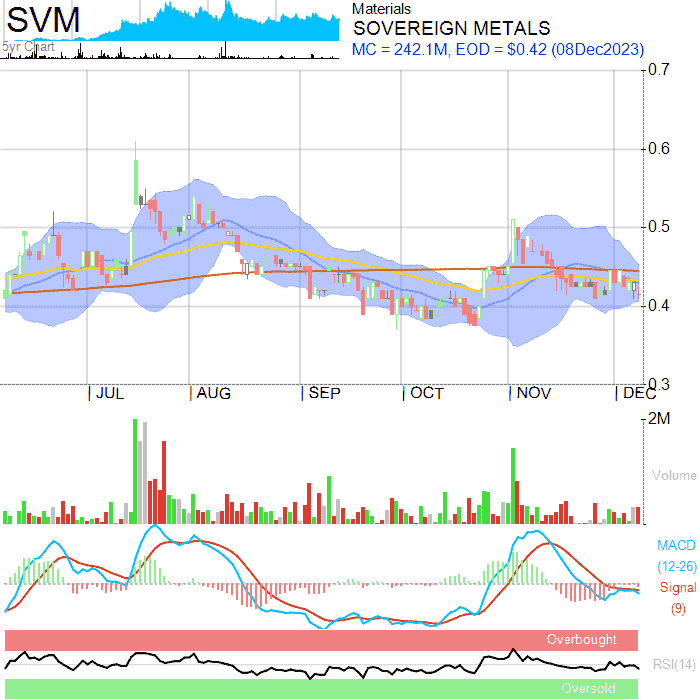 SVM
5yr Chart
Materials
SOVEREIGN METALS
MC = 242.1M, EOD = $0.42 (08Dec2023)
0.7
0.6
0.5
0.4
0.3
JUL AUG SEP OCT NOV DEC
2M
Volume
MACD
(12-26)
Signal
(9)
Overbought
RSI(14)
Oversold